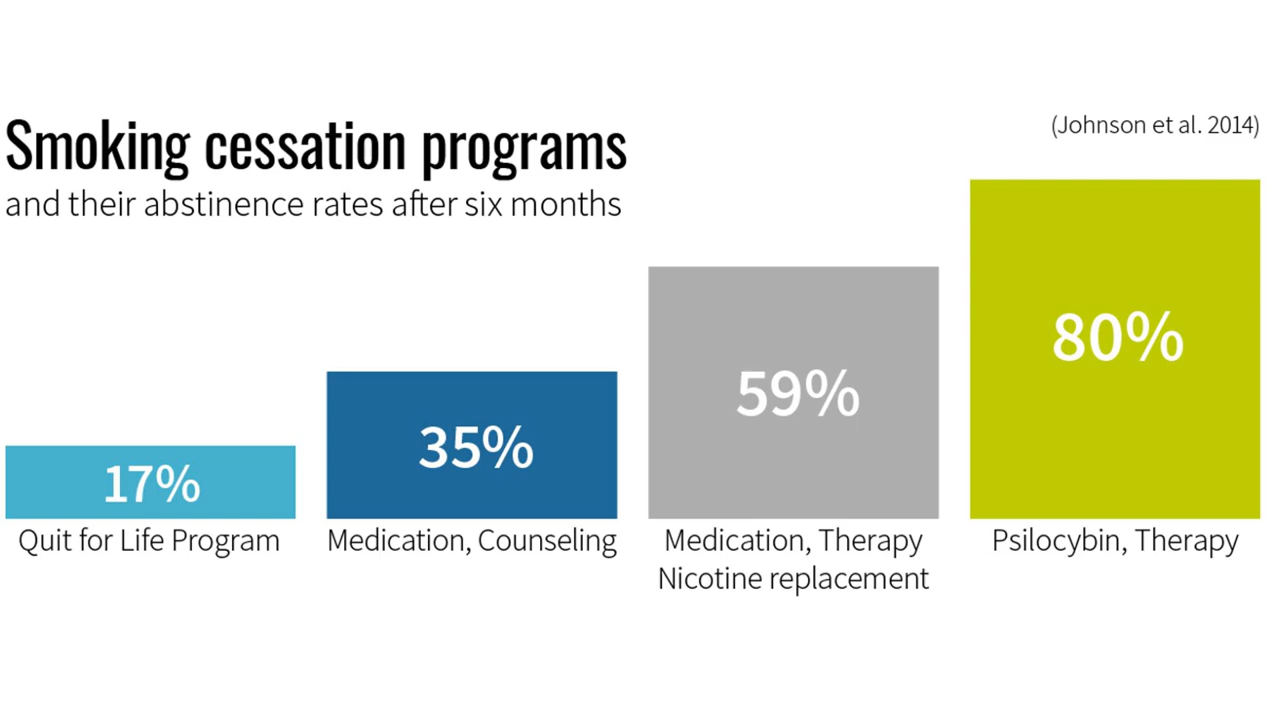 Smoking cessation programs
and their abstinence rates after six months
(Johnson et al. 2014)
17%
35%
59%
80%
Quit for Life Program
Medication, Counseling
Medication, Therapy
Nicotine replacement
Psilocybin, Therapy